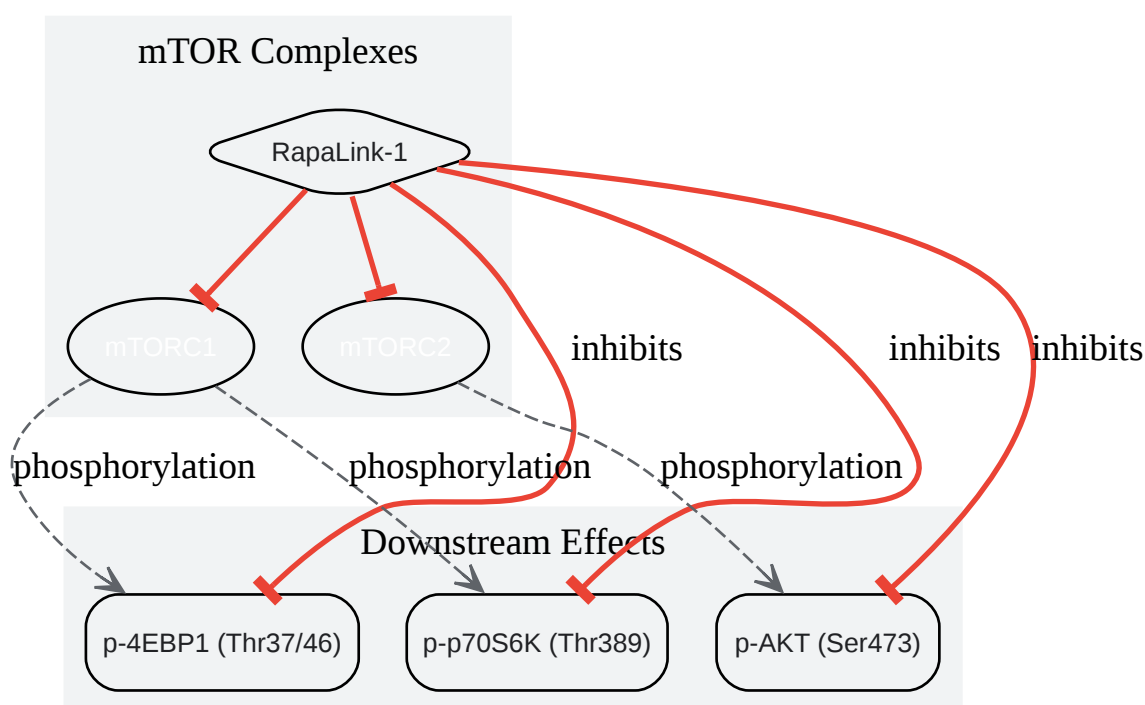 mTOR Complexes
RapaLink-1
mTORC1
mTORC2
inhibits
inhibits
inhibits
phosphorylation
phosphorylation
phosphorylation
Downstream Effects
p-4EBP1 (Thr37/46)
p-p70S6K (Thr389)
p-AKT (Ser473)